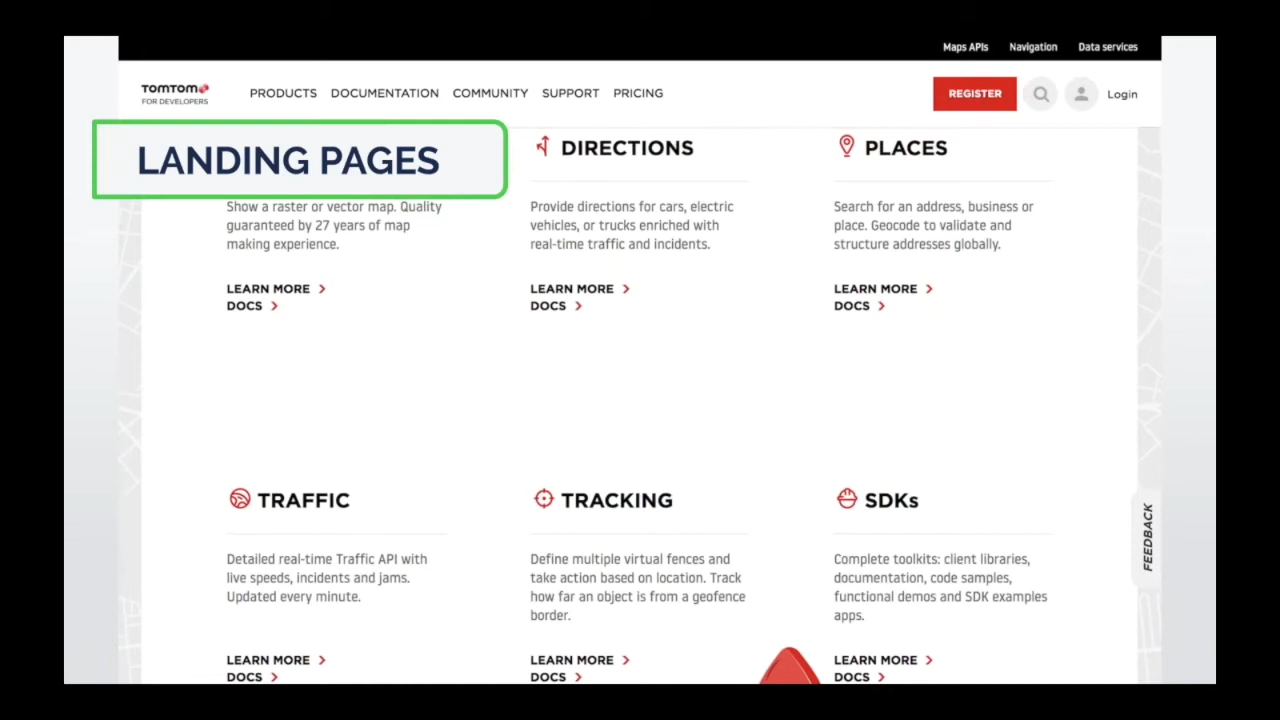 Maps APIs Navigation Data services
TOMTOM
FOR DEVELOPERS
PRODUCTS DOCUMENTATION COMMUNITY SUPPORT PRICING
REGISTER
Login
LANDING PAGES
Show a raster or vector map. Quality
guaranteed by 27 years of map
making experience.
LEARN MORE
DOCS
DIRECTIONS
Provide directions for cars, electric
vehicles, or trucks enriched with
real-time traffic and incidents.
LEARN MORE
DOCS
PLACES
Search for an address, business or
place. Geocode to validate and
structure addresses globally.
LEARN MORE
DOCS
TRAFFIC
Detailed real-time Traffic API with
live speeds, incidents and jams.
Updated every minute.
LEARN MORE
DOCS
TRACKING
Define multiple virtual fences and
take action based on location. Track
how far an object is from a geofence
border.
LEARN MORE
DOCS
SDKs
Complete toolkits: client libraries,
documentation, code samples,
functional demos and SDK examples
apps.
LEARN MORE
DOCS
FEEDBACK